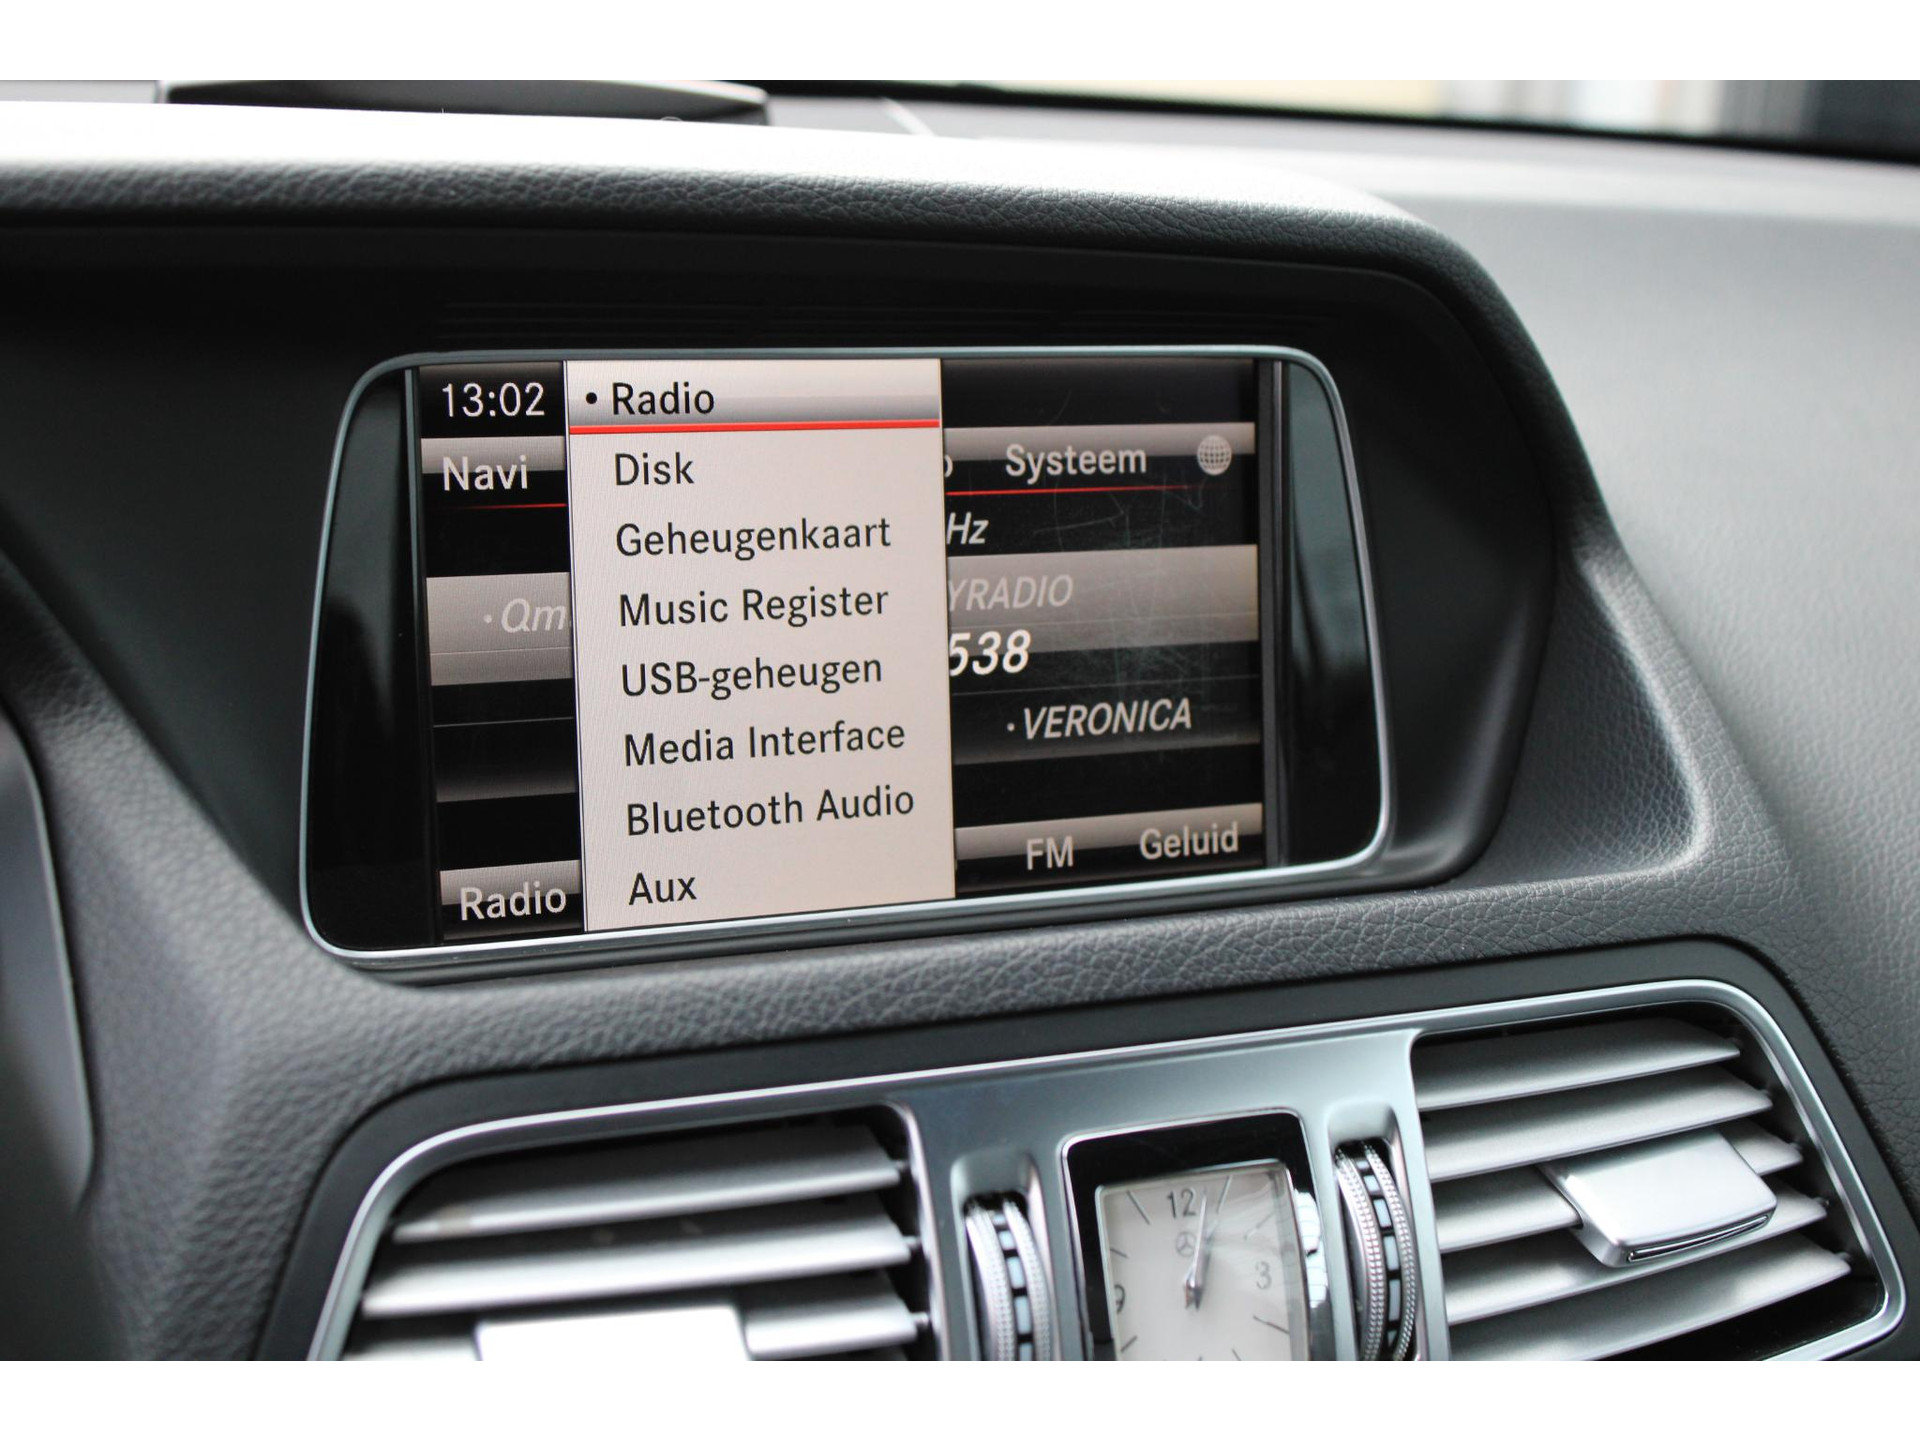 13:02
• Radio
Navi
Disk
Systeem
Geheugenkaart
Hz
Music Register
YRADIO
• Qm
USB-geheugen
538
Media Interface
• VERONICA
Bluetooth Audio
FM
Geluid
Radio
Aux
12
3
9